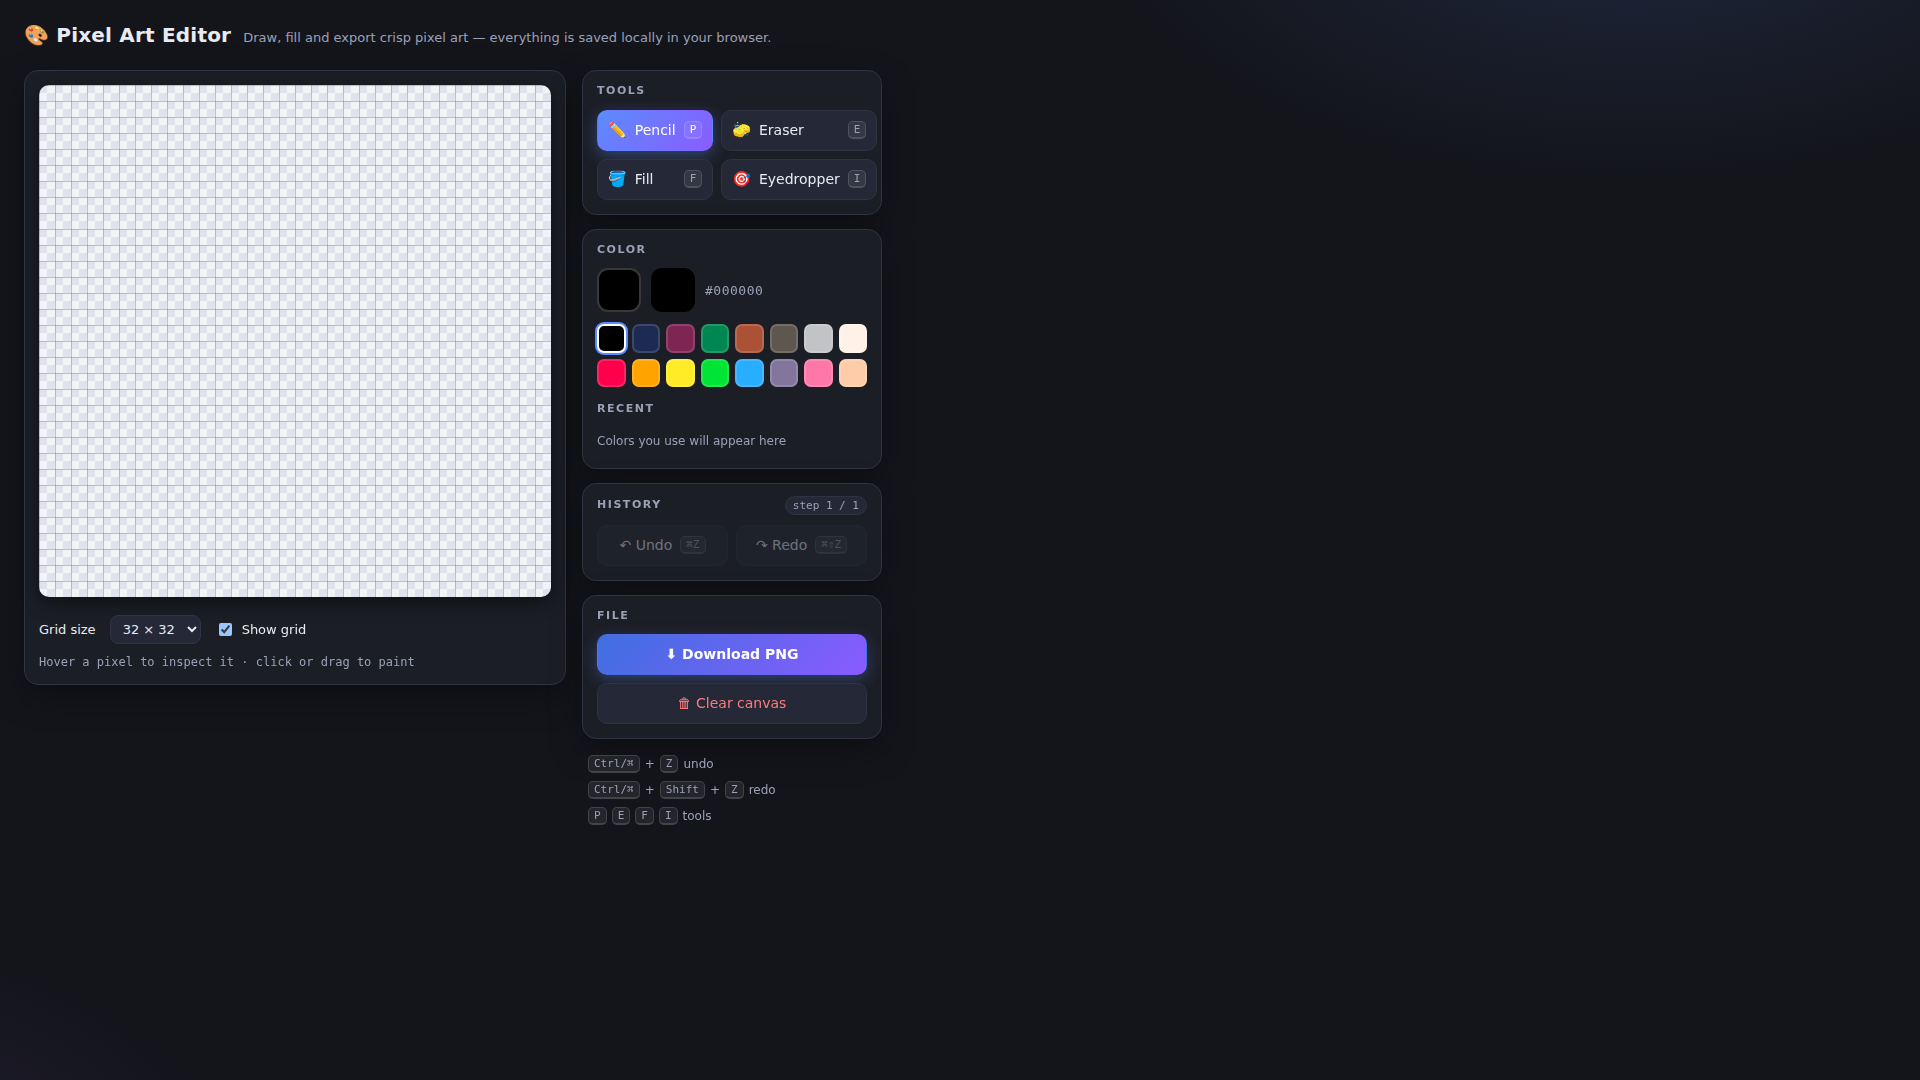 Pixel Art Editor Draw, fill and export crisp pixel art — everything is saved locally in your browser.
TOOLS
Pencil P
Eraser E
Fill F
Eyedropper I
COLOR
#000000
RECENT
Colors you use will appear here
HISTORY step 1 / 1
↶ Undo ⌘Z
↷ Redo ⌘⇧Z
FILE
⬇ Download PNG
🗑 Clear canvas
Grid size 32 × 32 Show grid
Hover a pixel to inspect it · click or drag to paint
Ctrl/⌘ + Z undo
Ctrl/⌘ + Shift + Z redo
P E F I tools